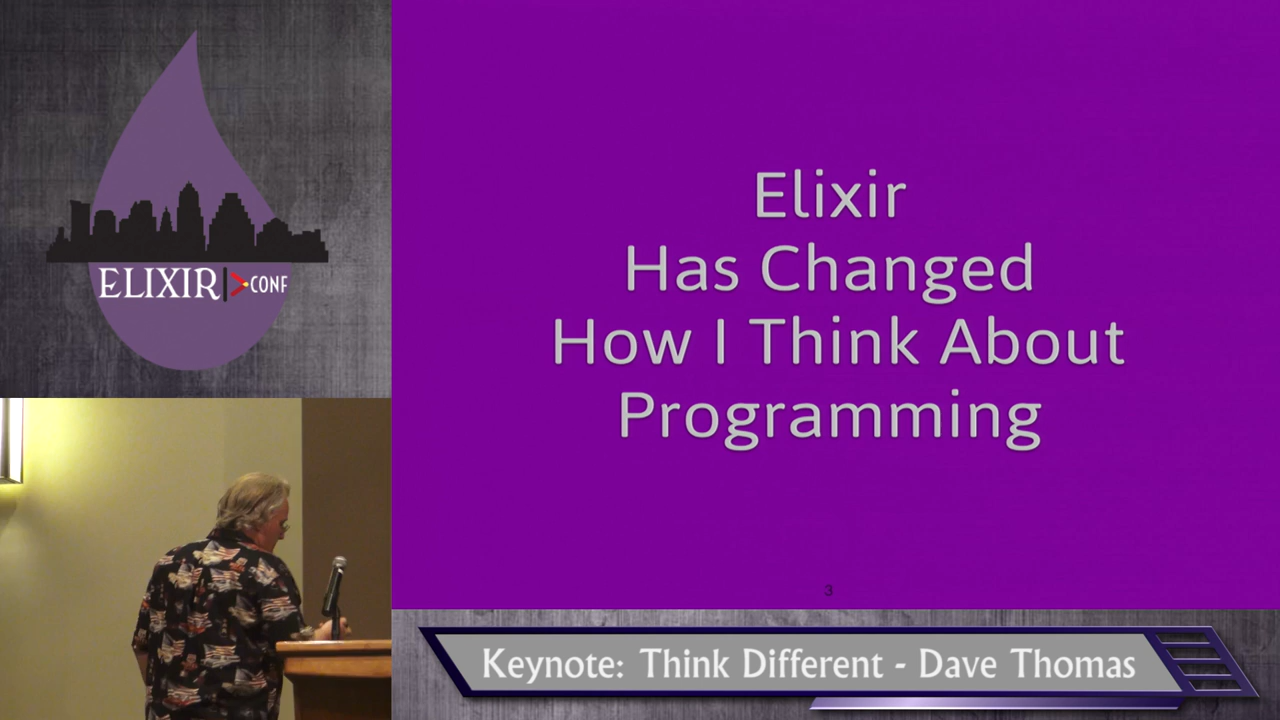 ELIXIR CONF
Elixir
Has Changed
How I Think About
Programming
3
Keynote: Think Different - Dave Thomas